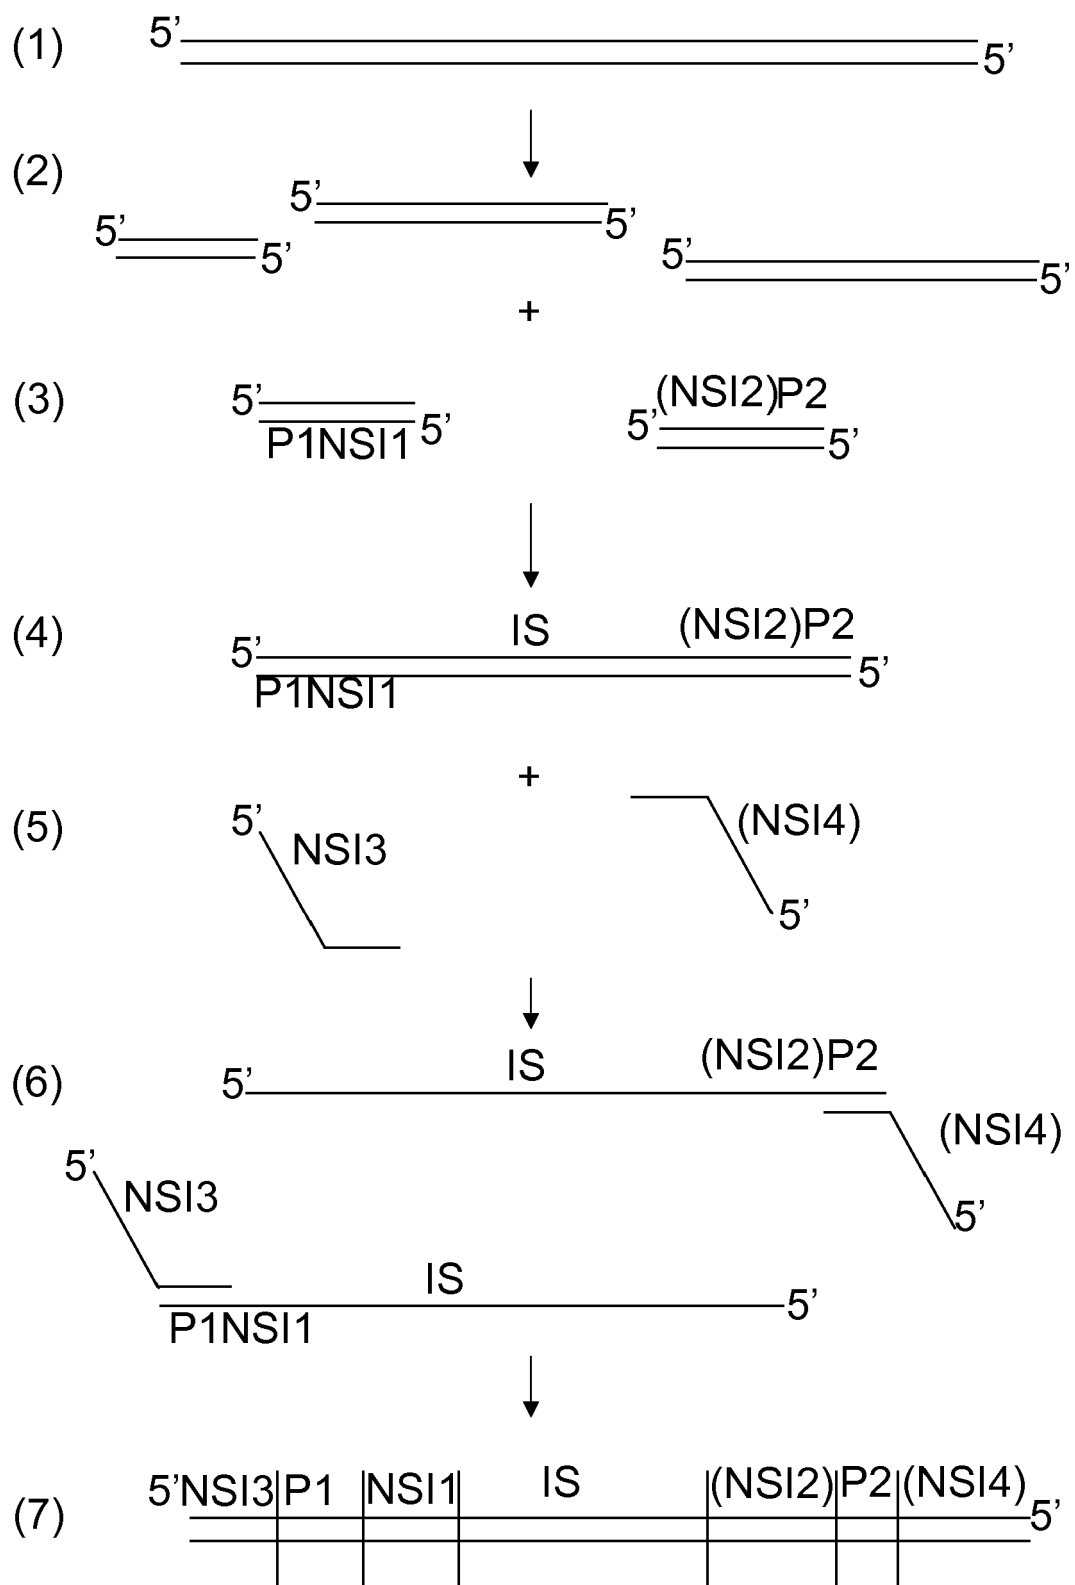 (1) 5’ 5’
(2)
5’ 5’ 5’ 5’ 5’ 5’
+
(3) 5’ P1NSI1 5’ 5’ (NSI2)P2 5’
(4) 5’ IS (NSI2)P2 5’
P1NSI1
+
(5) 5’ NSI3 (NSI4) 5’
(6) 5’ IS (NSI2)P2
(NSI4)
5’ NSI3 5’
IS
P1NSI1 5’
(7) 5’NSI3 P1 NSI1 IS (NSI2) P2 (NSI4) 5’